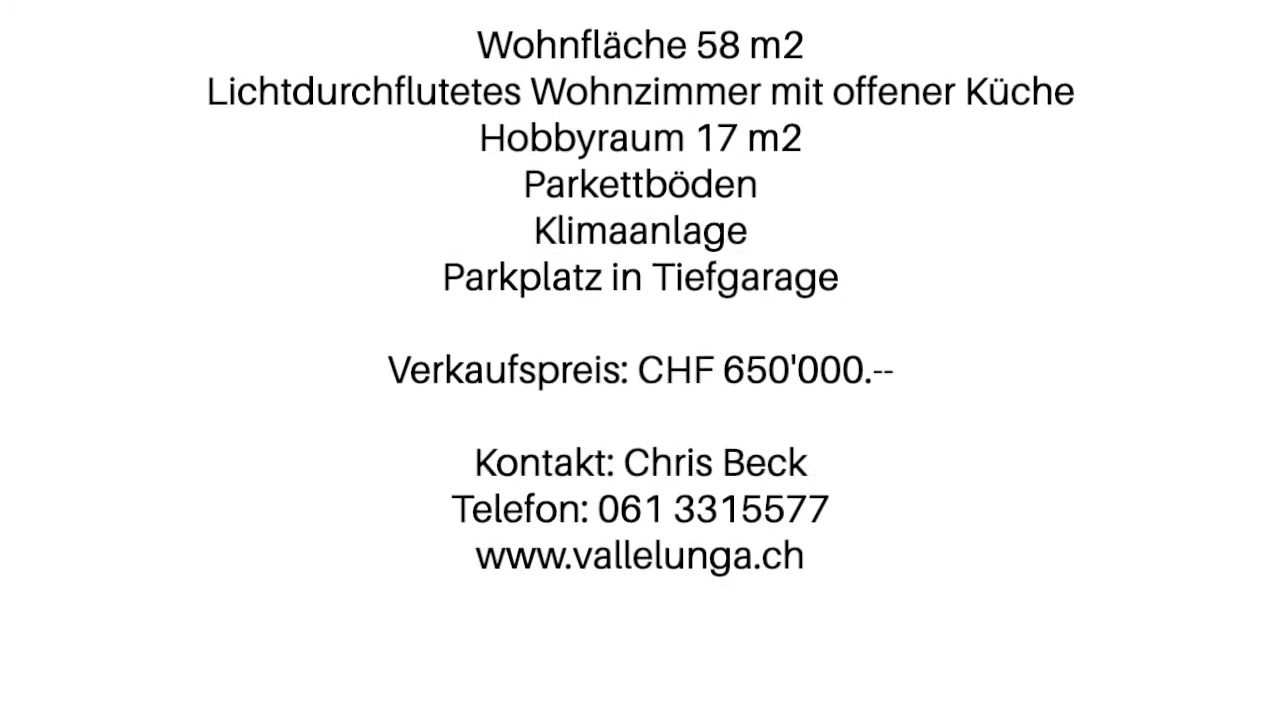 Wohnfläche 58 m2
Lichtdurchflutetes Wohnzimmer mit offener Küche
Hobbyraum 17 m2
Parkettböden
Klimaanlage
Parkplatz in Tiefgarage
Verkaufspreis: CHF 650'000.--
Kontakt: Chris Beck
Telefon: 061 3315577
www.vallelunga.ch